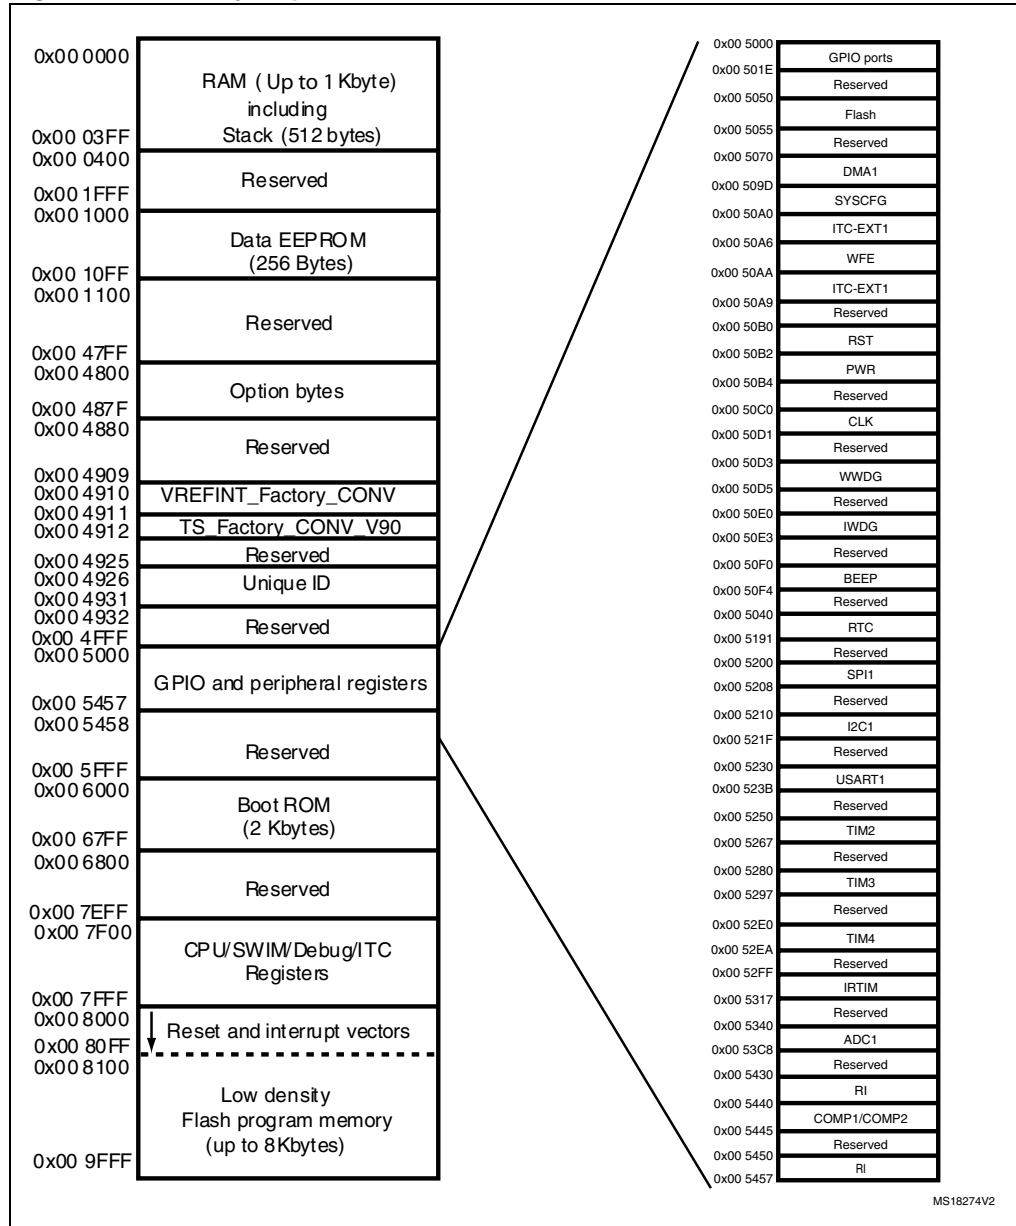 0x00 0000
RAM ( Up to 1 Kbyte)
including
Stack (512 bytes)
0x00 03FF
0x00 0400
Reserved
0x00 1FFF
0x00 1000
Data EEPROM
(256 Bytes)
0x00 10FF
0x00 1100
Reserved
0x00 47FF
0x00 4800
Option bytes
0x00 487F
0x00 4880
Reserved
0x00 4909
0x00 4910
VREFINT_Factory_CONV
0x00 4911
0x00 4912
TS_Factory_CONV_V90
Reserved
0x00 4925
0x00 4926
Unique ID
0x00 4931
0x00 4932
Reserved
0x00 4FFF
0x00 5000
GPIO and peripheral registers
0x00 5457
0x00 5458
Reserved
0x00 5FFF
0x00 6000
Boot ROM
(2 Kbytes)
0x00 67FF
0x00 6800
Reserved
0x00 7EFF
0x00 7F00
CPU/SWIM/Debug/ITC
Registers
0x00 7FFF
0x00 8000
Reset and interrupt vectors
0x00 80FF
0x00 8100
Low density
Flash program memory
(up to 8Kbytes)
0x00 9FFF
0x00 5000
GPIO ports
0x00 501E
Reserved
0x00 5050
Flash
0x00 5055
Reserved
0x00 5070
DMA1
0x00 509D
SYSCFG
0x00 50A0
ITC-EXT1
0x00 50A6
WFE
0x00 50AA
ITC-EXT1
0x00 50A9
Reserved
0x00 50B0
RST
0x00 50B2
PWR
0x00 50B4
Reserved
0x00 50C0
CLK
0x00 50D1
Reserved
0x00 50D3
WWDG
0x00 50D5
Reserved
0x00 50E0
IWDG
0x00 50E3
Reserved
0x00 50F0
BEEP
0x00 50F4
Reserved
0x00 5040
RTC
0x00 5191
Reserved
0x00 5200
SPI1
0x00 5208
Reserved
0x00 5210
I2C1
0x00 521F
Reserved
0x00 5230
USART1
0x00 523B
Reserved
0x00 5250
TIM2
0x00 5267
Reserved
0x00 5280
TIM3
0x00 5297
Reserved
0x00 52E0
TIM4
0x00 52EA
Reserved
0x00 52FF
IRTIM
0x00 5317
Reserved
0x00 5340
ADC1
0x00 53C8
Reserved
0x00 5430
RI
0x00 5440
COMP1/COMP2
0x00 5445
Reserved
0x00 5450
RI
0x00 5457
MS18274V2